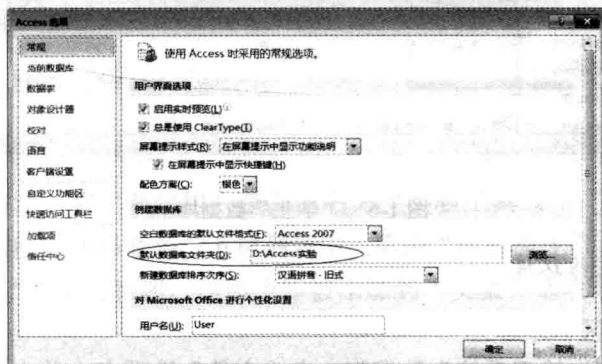 Access 选项
常规
当前数据库
数据表
对象设计器
校对
语言
客户端设置
自定义功能区
快速访问工具栏
加载项
信任中心
使用 Access 时采用的常规选项。
用户界面选项
启用实时预览(L)
总是使用 ClearType(I)
屏幕提示样式(R): 在屏幕提示中显示功能说明
在屏幕提示中显示快捷键(H)
配色方案(C): 银色
创建数据库
空白数据库的默认文件格式(F): Access 2007
默认数据库文件夹(D): D:\Access实验 浏览...
新建数据库排序次序(S): 汉语拼音 - 旧式
对 Microsoft Office 进行个性化设置
用户名(U): User
确定 取消